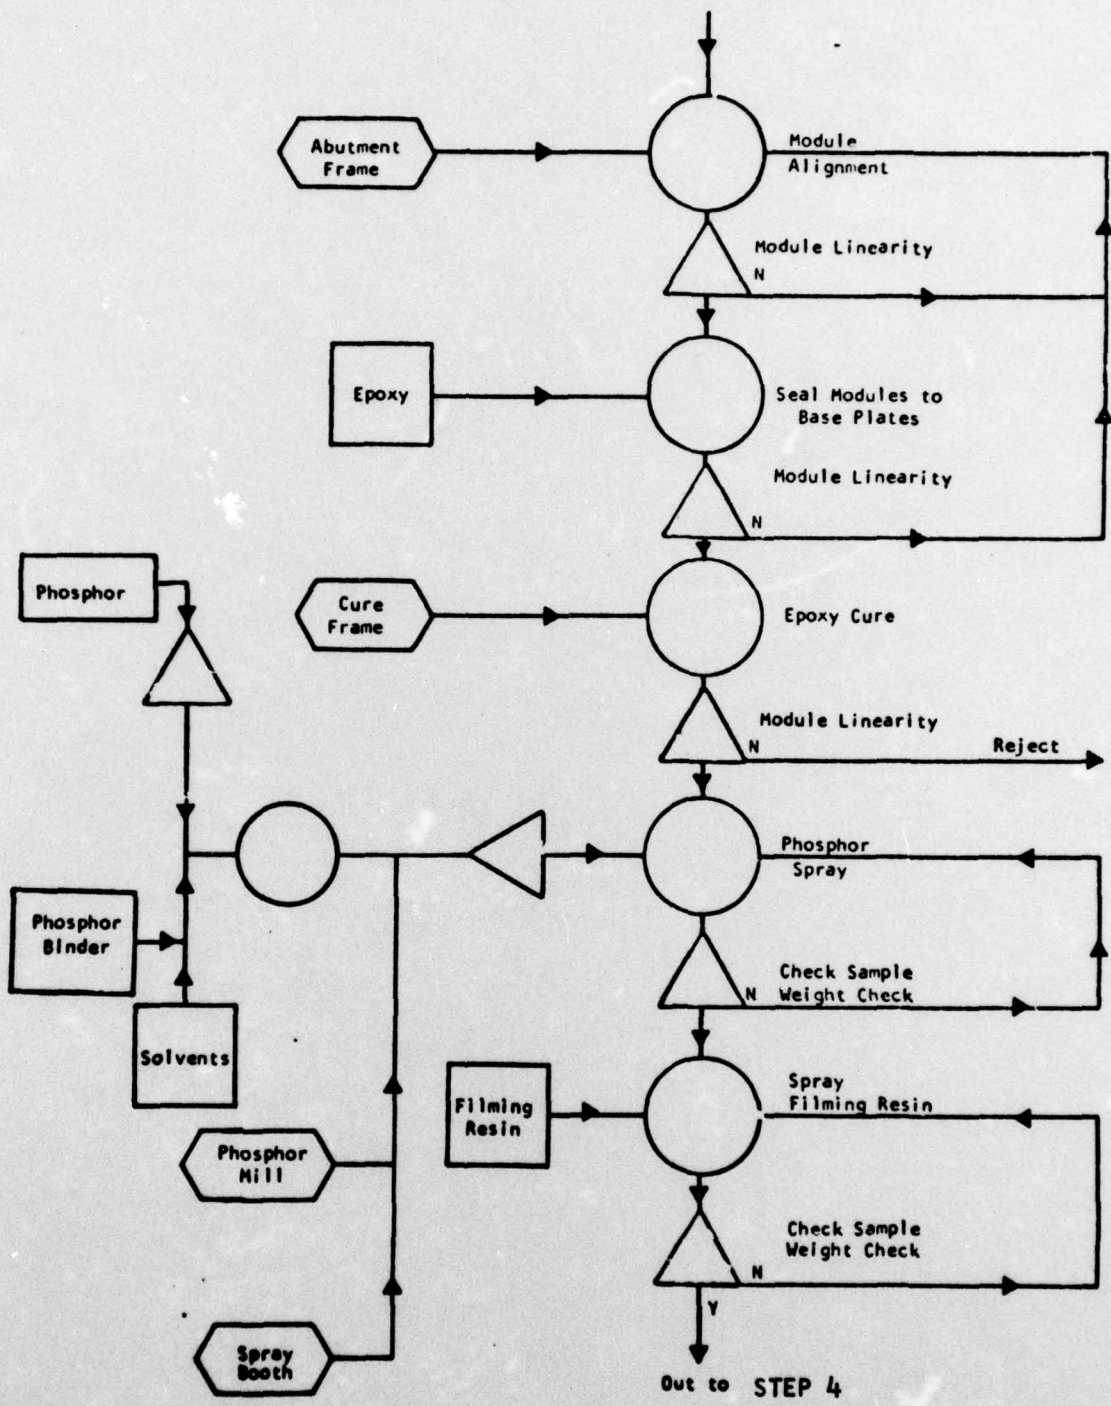 Abutment
Frame
Module
Alignment
Module Linearity
N
Epoxy
Seal Modules to
Base Plates
Module Linearity
N
Phosphor
Cure
Frame
Epoxy Cure
Module Linearity
N
Reject
Phosphor
Spray
Phosphor
Binder
Check Sample
N Weight Check
Solvents
Filming
Resin
Spray
Filming Resin
Phosphor
Mill
Check Sample
Weight Check
N
Y
Spray
Booth
Out to STEP 4